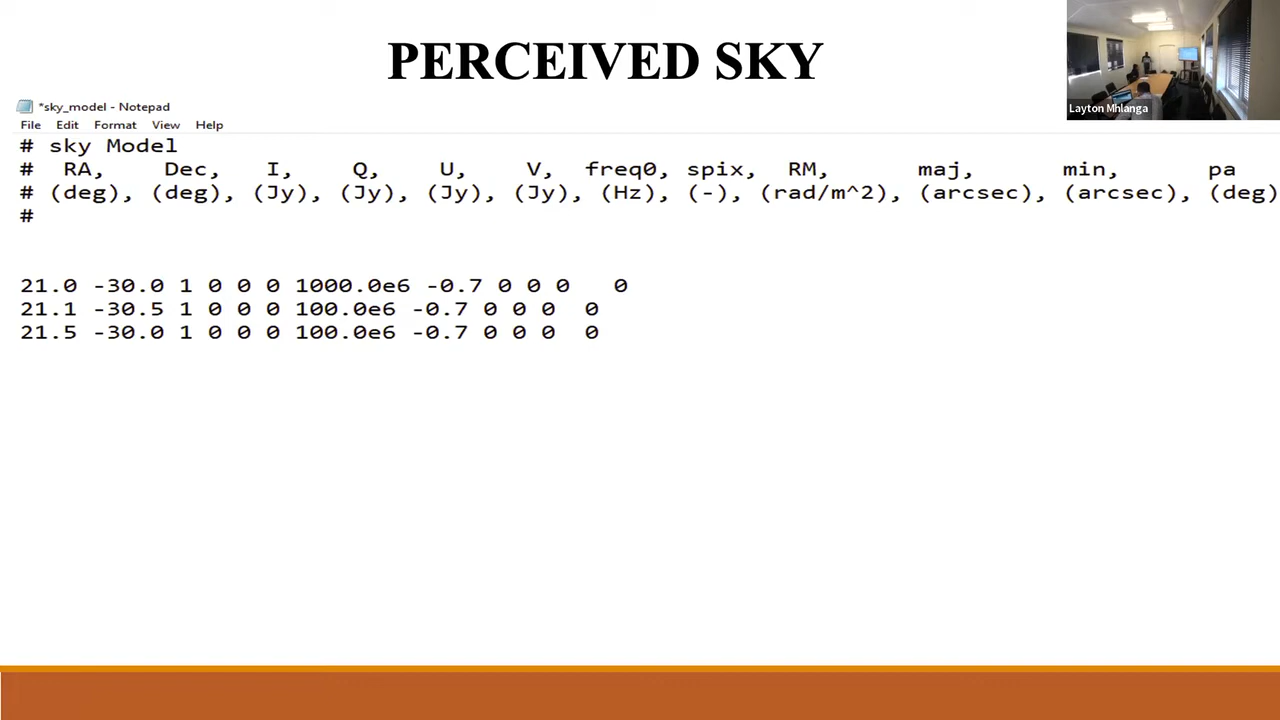 PERCEIVED SKY
Layton Mhlanga
*sky_model - Notepad
File Edit Format View Help
# sky Model
# RA, Dec, I, Q, U, V, freq0, spix, RM, maj, min, pa
# (deg), (deg), (Jy), (Jy), (Jy), (Jy), (Hz), (-), (rad/m^2), (arcsec), (arcsec), (deg)
#
21.0 -30.0 1 0 0 0 1000.0e6 -0.7 0 0 0 0
21.1 -30.5 1 0 0 0 100.0e6 -0.7 0 0 0 0
21.5 -30.0 1 0 0 0 100.0e6 -0.7 0 0 0 0